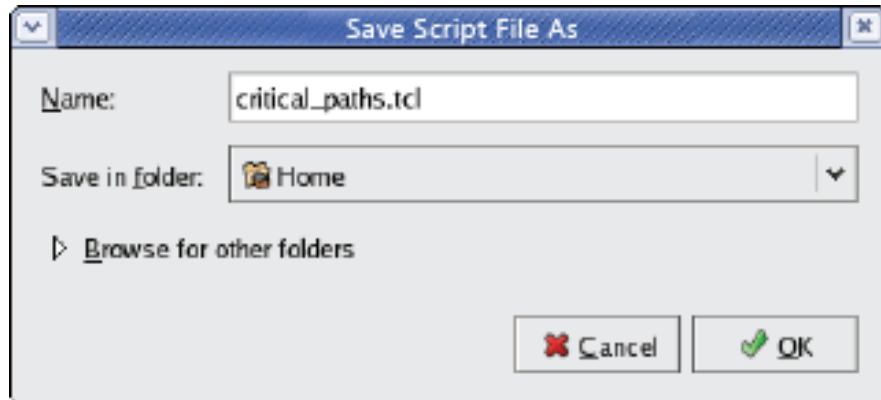 Save Script File As
Name: critical_paths.tcl
Save in folder: Home
Browse for other folders
Cancel OK